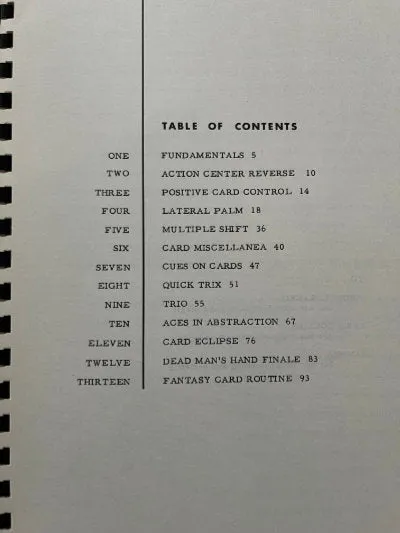 TABLE OF CONTENTS
ONE FUNDAMENTALS 5
TWO ACTION CENTER REVERSE 10
THREE POSITIVE CARD CONTROL 14
FOUR LATERAL PALM 18
FIVE MULTIPLE SHIFT 36
SIX CARD MISCELLANEA 40
SEVEN CUES ON CARDS 47
EIGHT QUICK TRIX 51
NINE TRIO 55
TEN ACES IN ABSTRACTION 67
ELEVEN CARD ECLIPSE 76
TWELVE DEAD MAN'S HAND FINALE 83
THIRTEEN FANTASY CARD ROUTINE 93